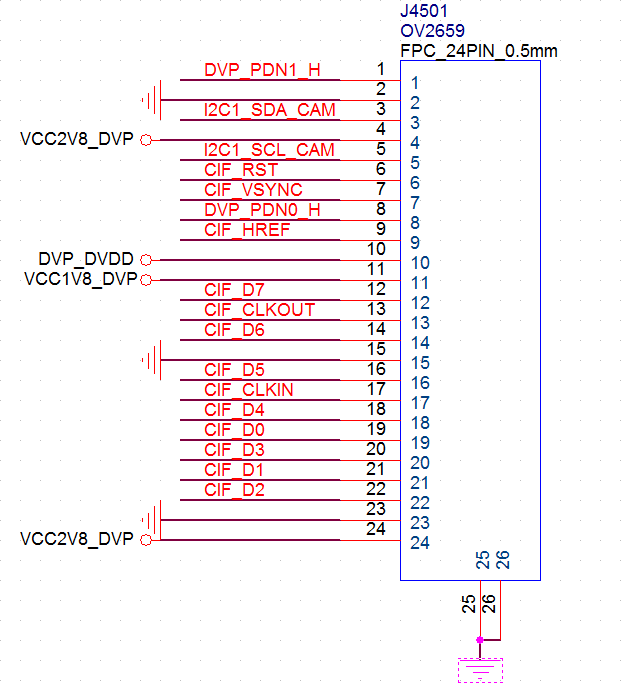 J4501
OV2659
FPC_24PIN_0.5mm
DVP_PDN1_H 1 1
2 2
I2C1_SDA_CAM 3 3
VCC2V8_DVP 4 4
I2C1_SCL_CAM 5 5
CIF_RST 6 6
CIF_VSYNC 7 7
DVP_PDN0_H 8 8
CIF_HREF 9 9
DVP_DVDD 10 10
VCC1V8_DVP 11 11
CIF_D7 12 12
CIF_CLKOUT 13 13
CIF_D6 14 14
15 15
CIF_D5 16 16
CIF_CLKIN 17 17
CIF_D4 18 18
CIF_D0 19 19
CIF_D3 20 20
CIF_D1 21 21
CIF_D2 22 22
23 23
VCC2V8_DVP 24 24
25 26
25 26